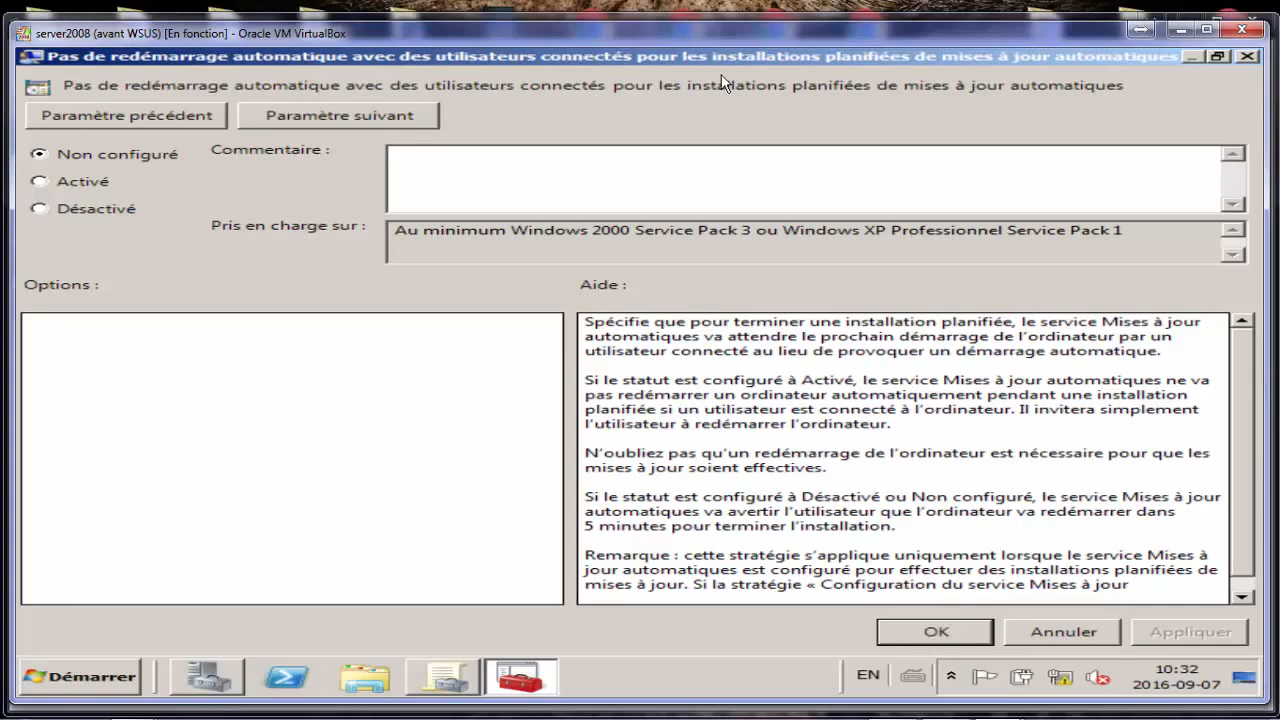 server2008 (avant WSUS) [En fonction] - Oracle VM VirtualBox
Pas de redémarrage automatique avec des utilisateurs connectés pour les installations planifiées de mises à jour automatiques
Pas de redémarrage automatique avec des utilisateurs connectés pour les installations planifiées de mises à jour automatiques
Paramètre précédent
Paramètre suivant
Non configuré
Commentaire :
Activé
Désactivé
Pris en charge sur :
Au minimum Windows 2000 Service Pack 3 ou Windows XP Professionnel Service Pack 1
Options :
Aide :
Spécifie que pour terminer une installation planifiée, le service Mises à jour
automatiques va attendre le prochain démarrage de l'ordinateur par un
utilisateur connecté au lieu de provoquer un démarrage automatique.
Si le statut est configuré à Activé, le service Mises à jour automatiques ne va
pas redémarrer un ordinateur automatiquement pendant une installation
planifiée si un utilisateur est connecté à l'ordinateur. Il invitera simplement
l'utilisateur à redémarrer l'ordinateur.
N'oubliez pas qu'un redémarrage de l'ordinateur est nécessaire pour que les
mises à jour soient effectives.
Si le statut est configuré à Désactivé ou Non configuré, le service Mises à jour
automatiques va avertir l'utilisateur que l'ordinateur va redémarrer dans
5 minutes pour terminer l'installation.
Remarque : cette stratégie s'applique uniquement lorsque le service Mises à
jour automatiques est configuré pour effectuer des installations planifiées de
mises à jour. Si la stratégie « Configuration du service Mises à jour
OK
Annuler
Appliquer
Démarrer
EN
10:32
2016-09-07